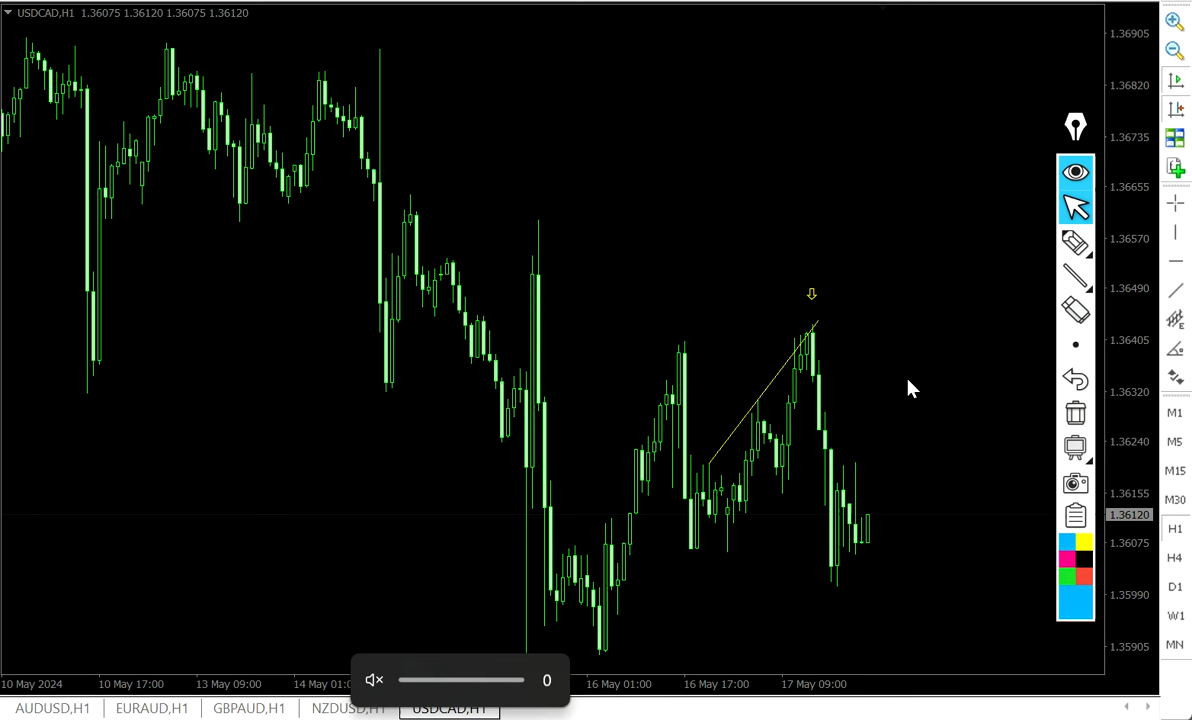 USDCAD,H1 1.36075 1.36120 1.36075 1.36120
1.36905
1.36820
1.36735
1.36655
1.36570
1.36490
1.36405
1.36320
1.36240
1.36155
1.36120
1.36075
1.35990
1.35905
E
M1
M5
M15
M30
H1
H4
D1
W1
MN
10 May 2024 10 May 17:00 13 May 09:00 14 May 01:0 16 May 01:00 16 May 17:00 17 May 09:00
0
AUDUSD,H1 EURAUD,H1 GBPAUD,H1 NZDUSD,H1 USDCAD,H1